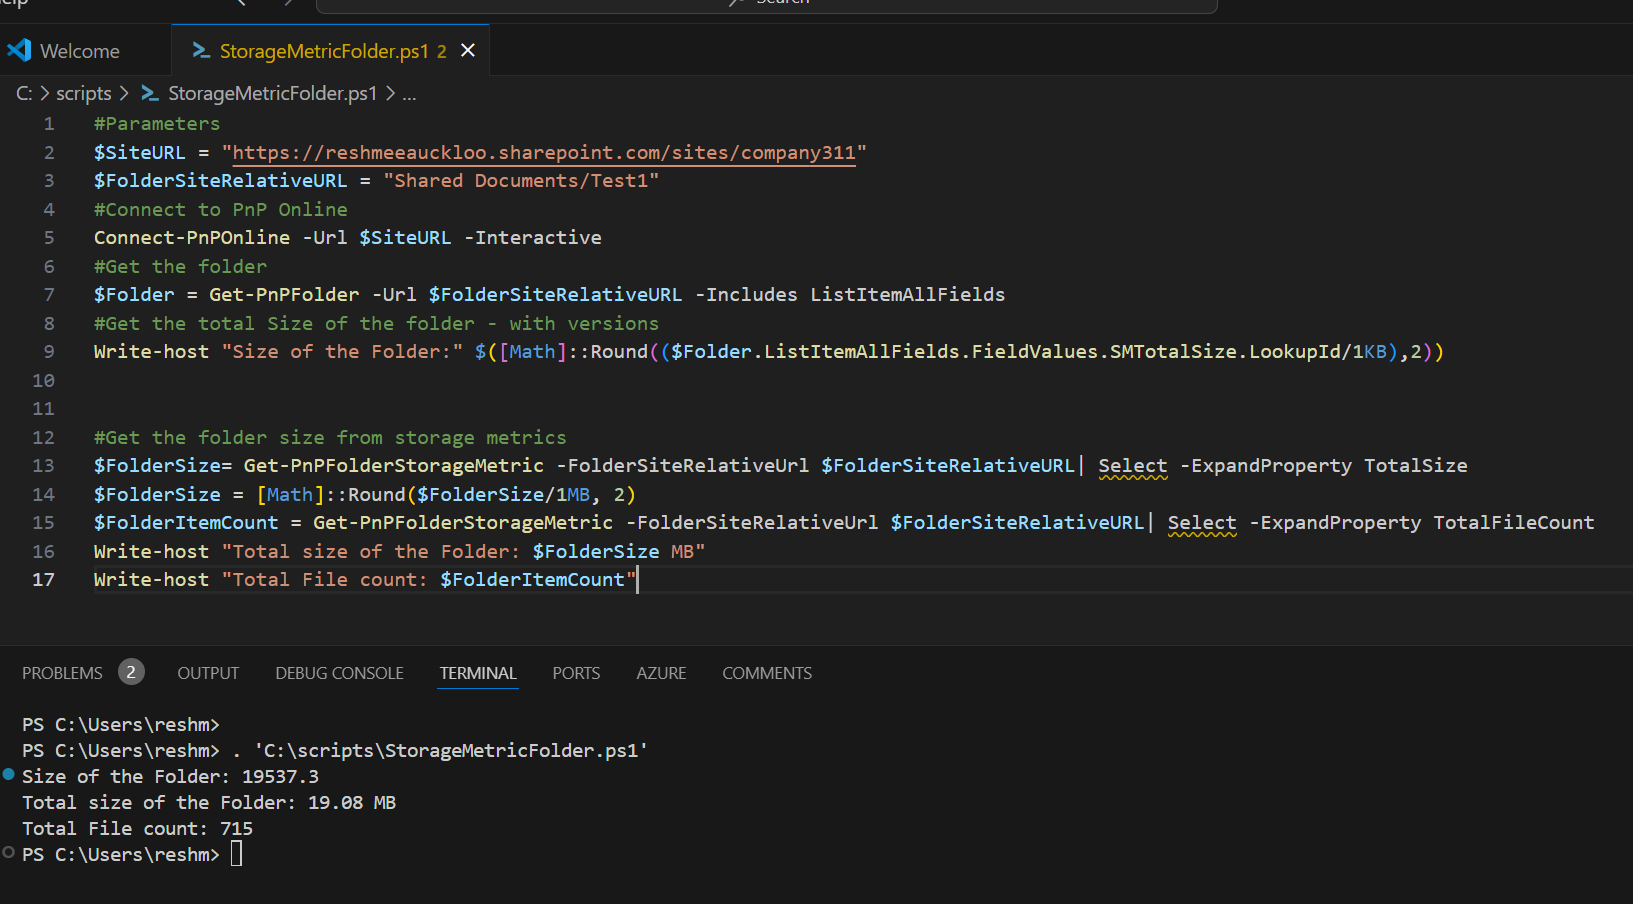 Help
Search
Welcome
StorageMetricFolder.ps1 2
C: > scripts > StorageMetricFolder.ps1 > ...
1 #Parameters
2 $SiteURL = "https://reshmeeauckloo.sharepoint.com/sites/company311"
3 $FolderSiteRelativeURL = "Shared Documents/Test1"
4 #Connect to PnP Online
5 Connect-PnPOnline -Url $SiteURL -Interactive
6 #Get the folder
7 $Folder = Get-PnPFolder -Url $FolderSiteRelativeURL -Includes ListItemAllFields
8 #Get the total Size of the folder - with versions
9 Write-host "Size of the Folder:" $([Math]::Round(($Folder.ListItemAllFields.FieldValues.SMTotalSize.LookupId/1KB),2))
10
11
12 #Get the folder size from storage metrics
13 $FolderSize= Get-PnPFolderStorageMetric -FolderSiteRelativeUrl $FolderSiteRelativeURL| Select -ExpandProperty TotalSize
14 $FolderSize = [Math]::Round($FolderSize/1MB, 2)
15 $FolderItemCount = Get-PnPFolderStorageMetric -FolderSiteRelativeUrl $FolderSiteRelativeURL| Select -ExpandProperty TotalFileCount
16 Write-host "Total size of the Folder: $FolderSize MB"
17 Write-host "Total File count: $FolderItemCount"
PROBLEMS 2 OUTPUT DEBUG CONSOLE TERMINAL PORTS AZURE COMMENTS
PS C:\Users\reshm>
PS C:\Users\reshm> . 'C:\scripts\StorageMetricFolder.ps1'
Size of the Folder: 19537.3
Total size of the Folder: 19.08 MB
Total File count: 715
PS C:\Users\reshm>